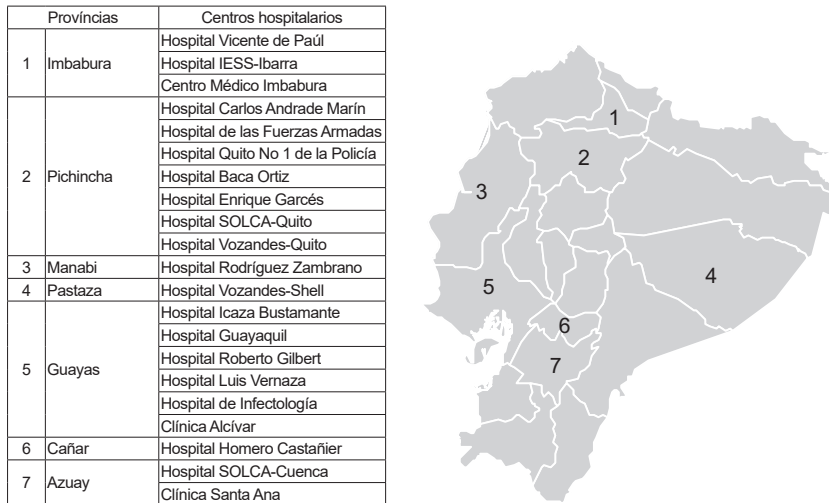 Províncias Centros hospitalarios
1 Imbabura Hospital Vicente de Paúl
Hospital IESS-Ibarra
Centro Médico Imbabura
2 Pichincha Hospital Carlos Andrade Marín
Hospital de las Fuerzas Armadas
Hospital Quito No 1 de la Policía
Hospital Baca Ortiz
Hospital Enrique Garcés
Hospital SOLCA-Quito
Hospital Vozandes-Quito
3 Manabi Hospital Rodríguez Zambrano
4 Pastaza Hospital Vozandes-Shell
5 Guayas Hospital Icaza Bustamante
Hospital Guayaquil
Hospital Roberto Gilbert
Hospital Luis Vernaza
Hospital de Infectología
Clínica Alcívar
6 Cañar Hospital Homero Castañier
7 Azuay Hospital SOLCA-Cuenca
Clínica Santa Ana
1
2
3
4
5
6
7